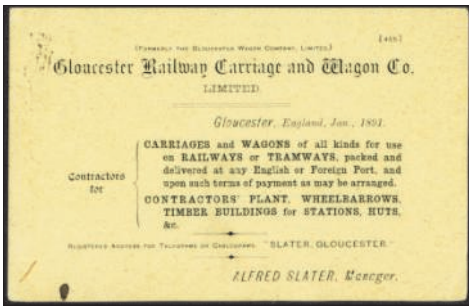 [468]
(Formerly the Gloucester Wagon Company, Limited.)
Gloucester Railway Carriage and Wagon Co.
LIMITED.
Gloucester, England, Jan., 1891.
CARRIAGES and WAGONS of all kinds for use
on RAILWAYS or TRAMWAYS, packed and
delivered at any English or Foreign Port, and
upon such terms of payment as may be arranged.
Contractors
for
CONTRACTORS' PLANT, WHEELBARROWS,
TIMBER BUILDINGS for STATIONS, HUTS,
&c.
Registered Address for Telegrams or Cablegrams "SLATER, GLOUCESTER."
ALFRED SLATER, Manager.